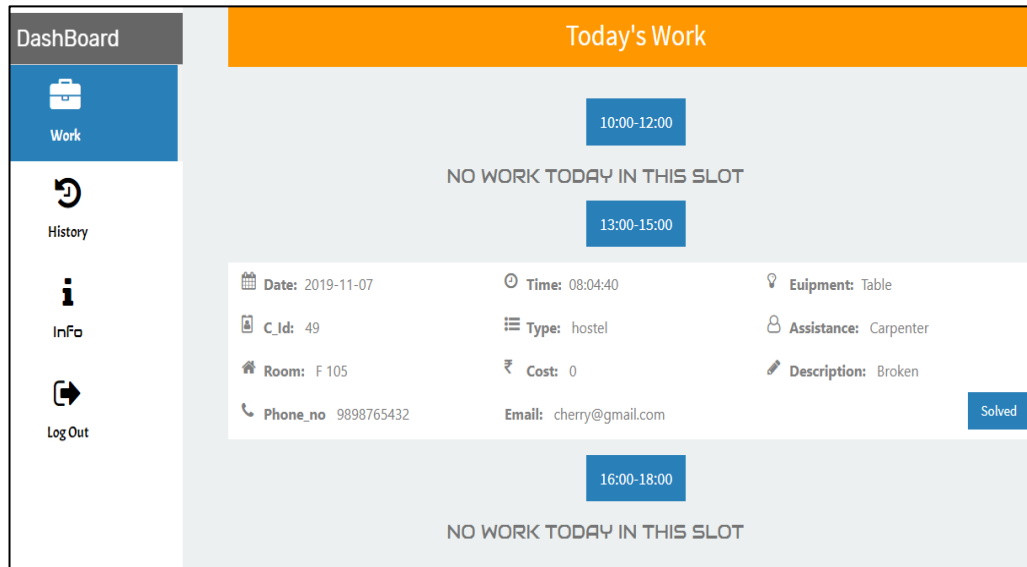 DashBoard
Work
History
Info
Log Out
Today's Work
10:00-12:00
NO WORK TODAY IN THIS SLOT
13:00-15:00
Date: 2019-11-07 Time: 08:04:40 Euipment: Table
C_Id: 49 Type: hostel Assistance: Carpenter
Room: F 105 ₹ Cost: 0 Description: Broken
Phone_no 9898765432 Email: cherry@gmail.com Solved
16:00-18:00
NO WORK TODAY IN THIS SLOT